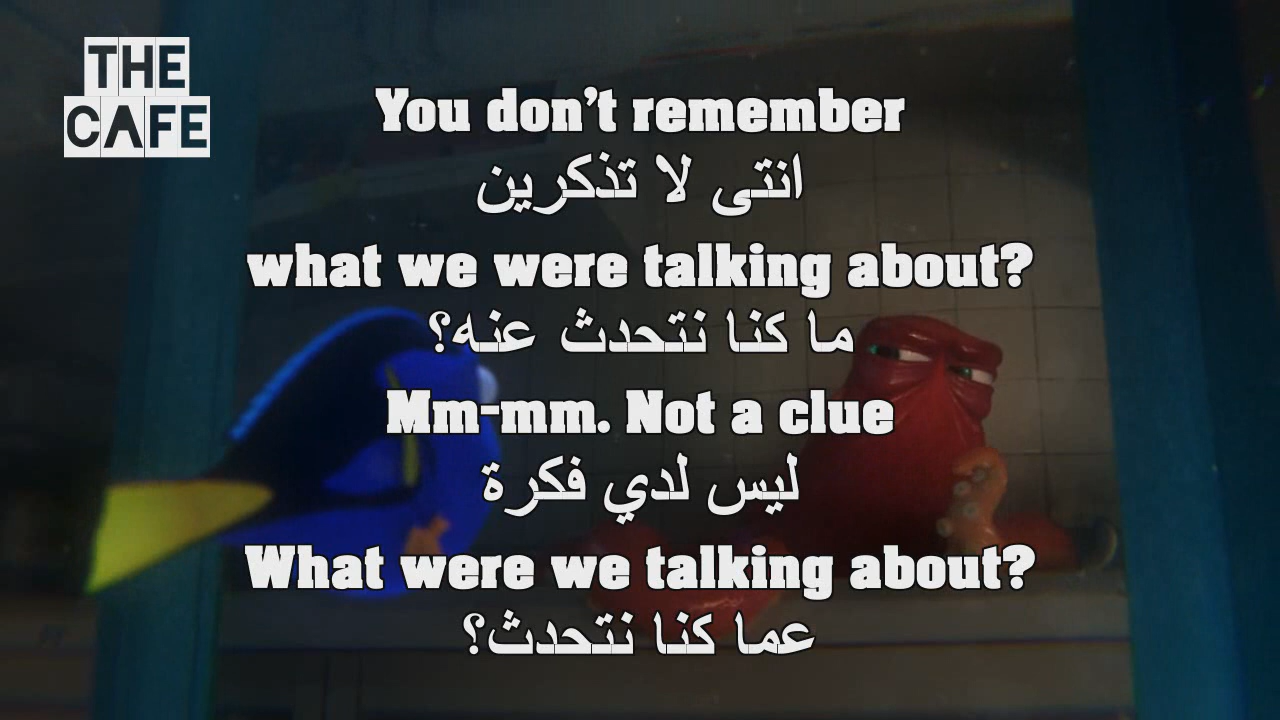 THE
CAFE
You don't remember
انتى لا تذكرين
what we were talking about?
ما كنا نتحدث عنه؟
Mm-mm. Not a clue
ليس لدي فكرة
What were we talking about?
عما كنا نتحدث؟